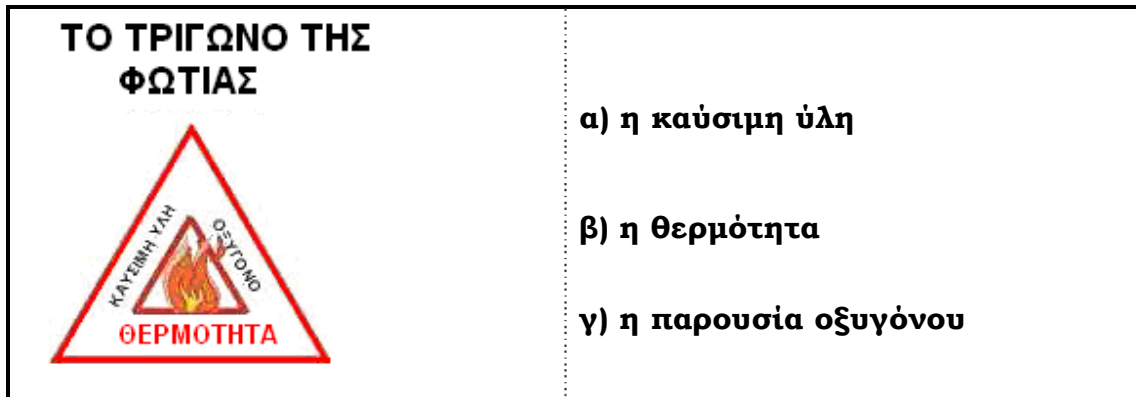 ΤΟ ΤΡΙΓΩΝΟ ΤΗΣ
ΦΩΤΙΑΣ
ΚΑΥΣΙΜΗ ΥΛΗ
ΟΞΥΓΟΝΟ
ΘΕΡΜΟΤΗΤΑ
α) η καύσιμη ύλη
β) η θερμότητα
γ) η παρουσία οξυγόνου